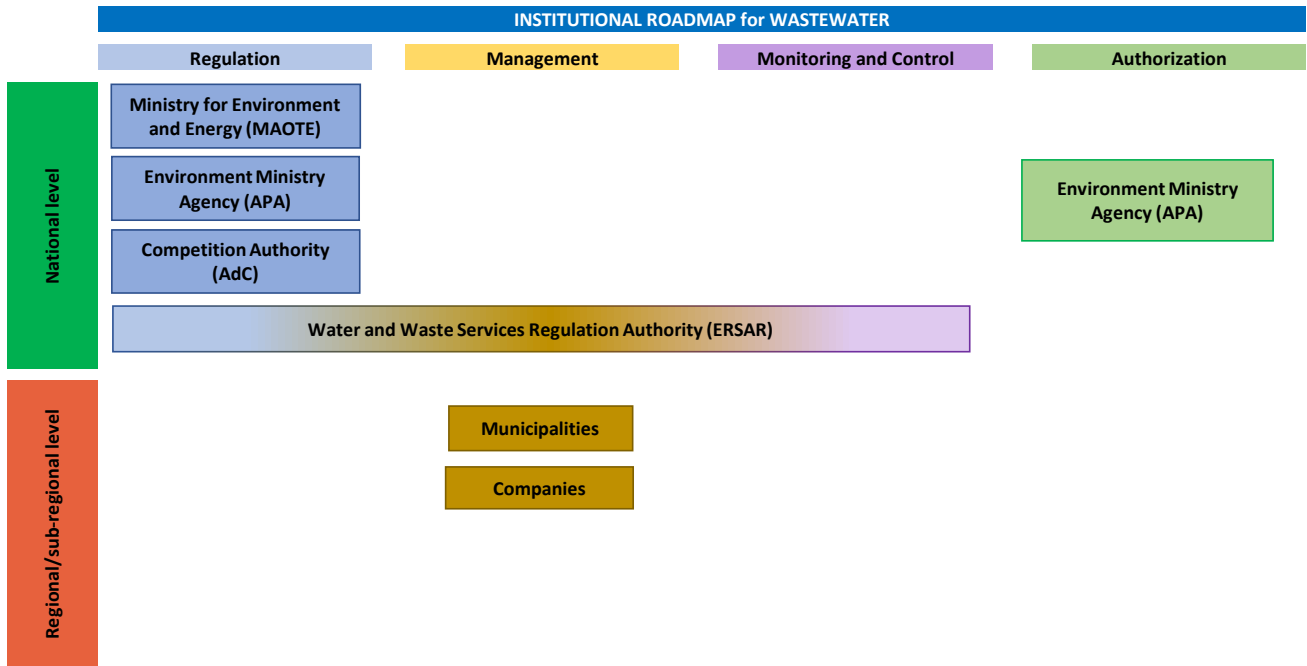 INSTITUTIONAL ROADMAP for WASTEWATER
Regulation
Management
Monitoring and Control
Authorization
National level
Ministry for Environment
and Energy (MAOTE)
Environment Ministry
Agency (APA)
Environment Ministry
Agency (APA)
Competition Authority
(AdC)
Water and Waste Services Regulation Authority (ERSAR)
Regional/sub-regional level
Municipalities
Companies